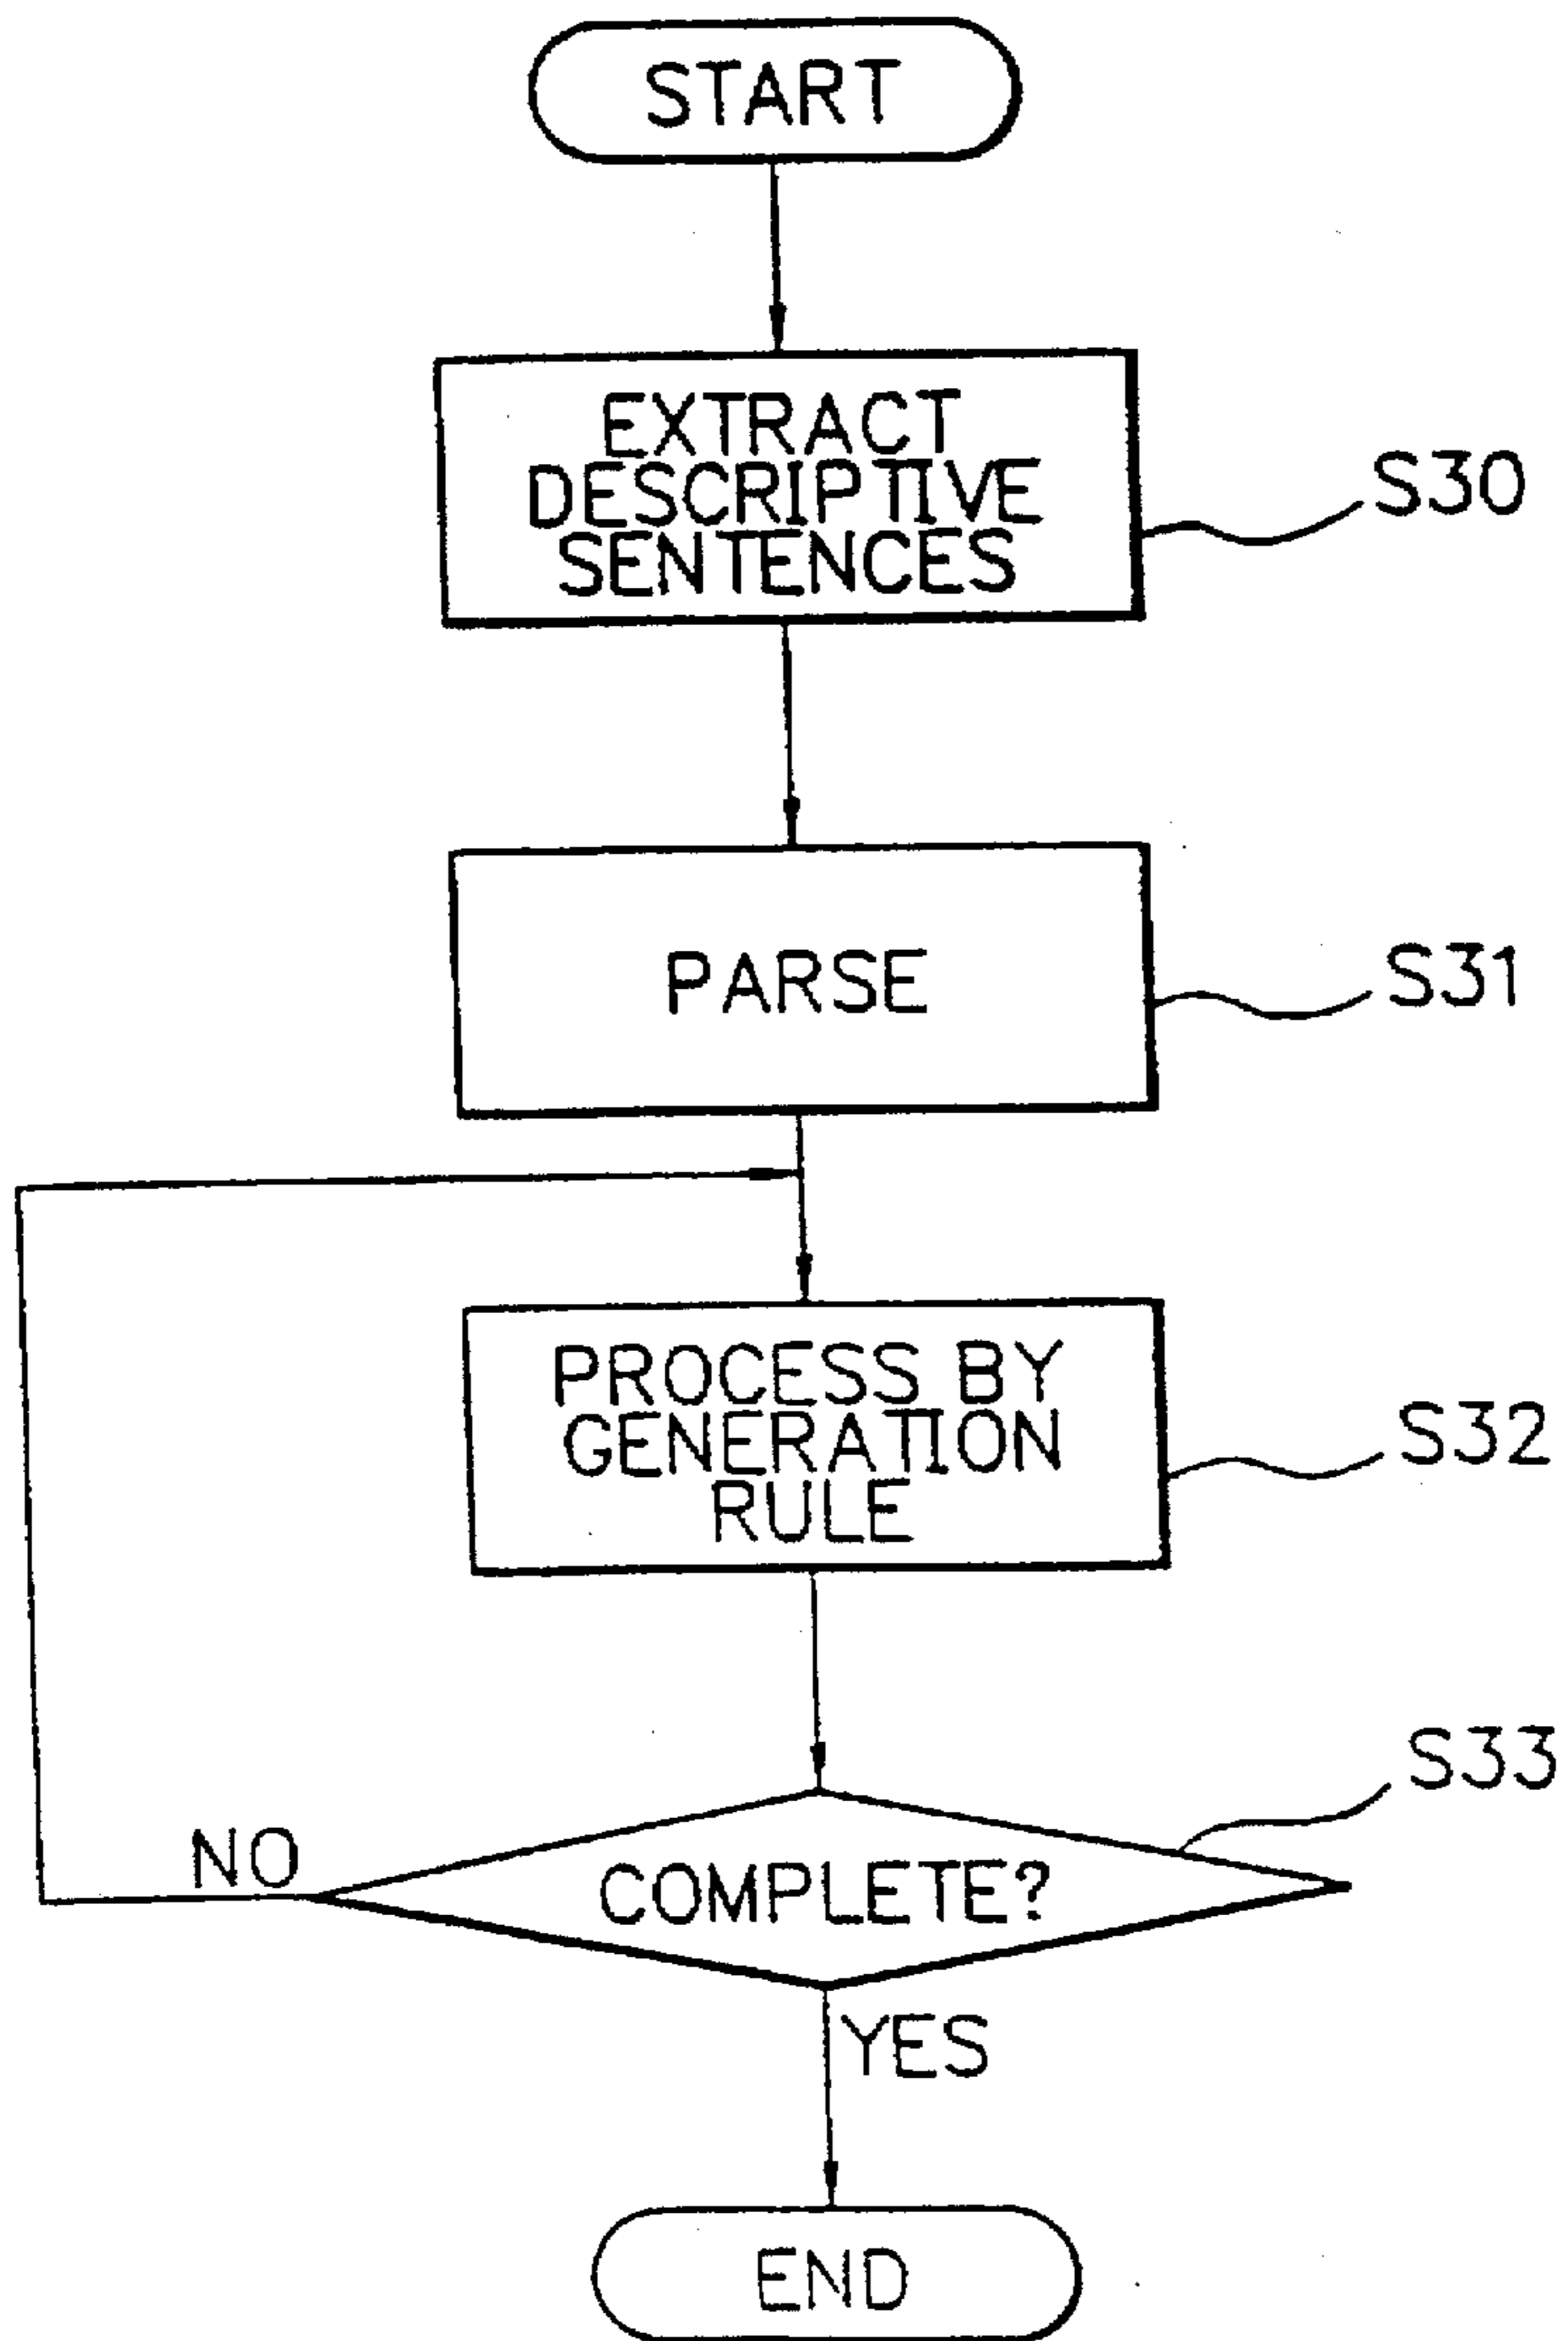 START
EXTRACT
DESCRIPTIVE
SENTENCES
S30
PARSE
S31
PROCESS BY
GENERATION
RULE
S32
S33
NO
COMPLETE?
YES
END